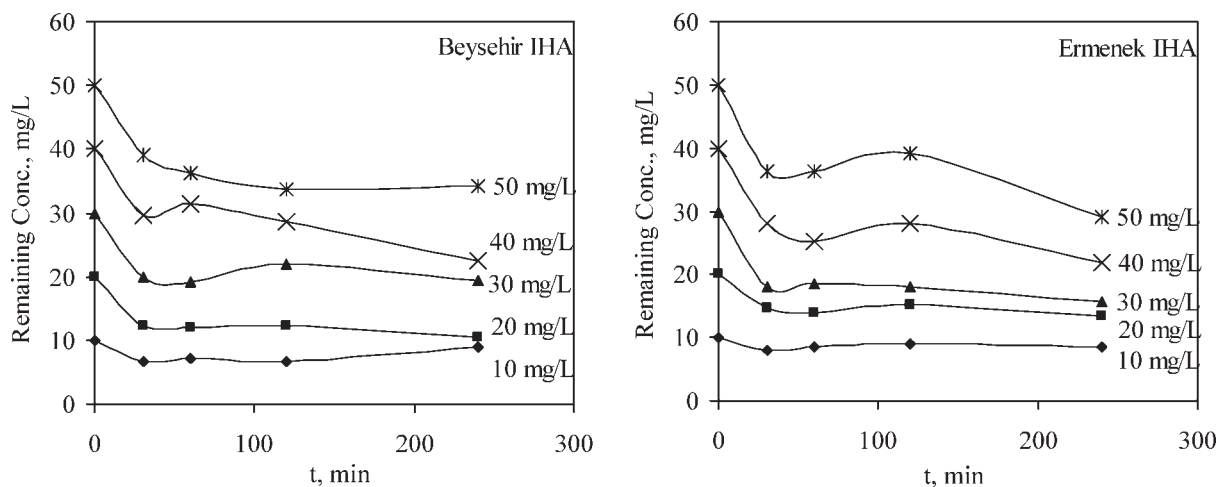 60
50
40
30
20
10
0
Remaining Conc., mg/L
Beysehir IHA
50 mg/L
40 mg/L
30 mg/L
20 mg/L
10 mg/L
0
100
200
300
t, min
60
50
40
30
20
10
0
Remaining Conc., mg/L
Ermenek IHA
50 mg/L
40 mg/L
30 mg/L
20 mg/L
10 mg/L
0
100
200
300
t, min